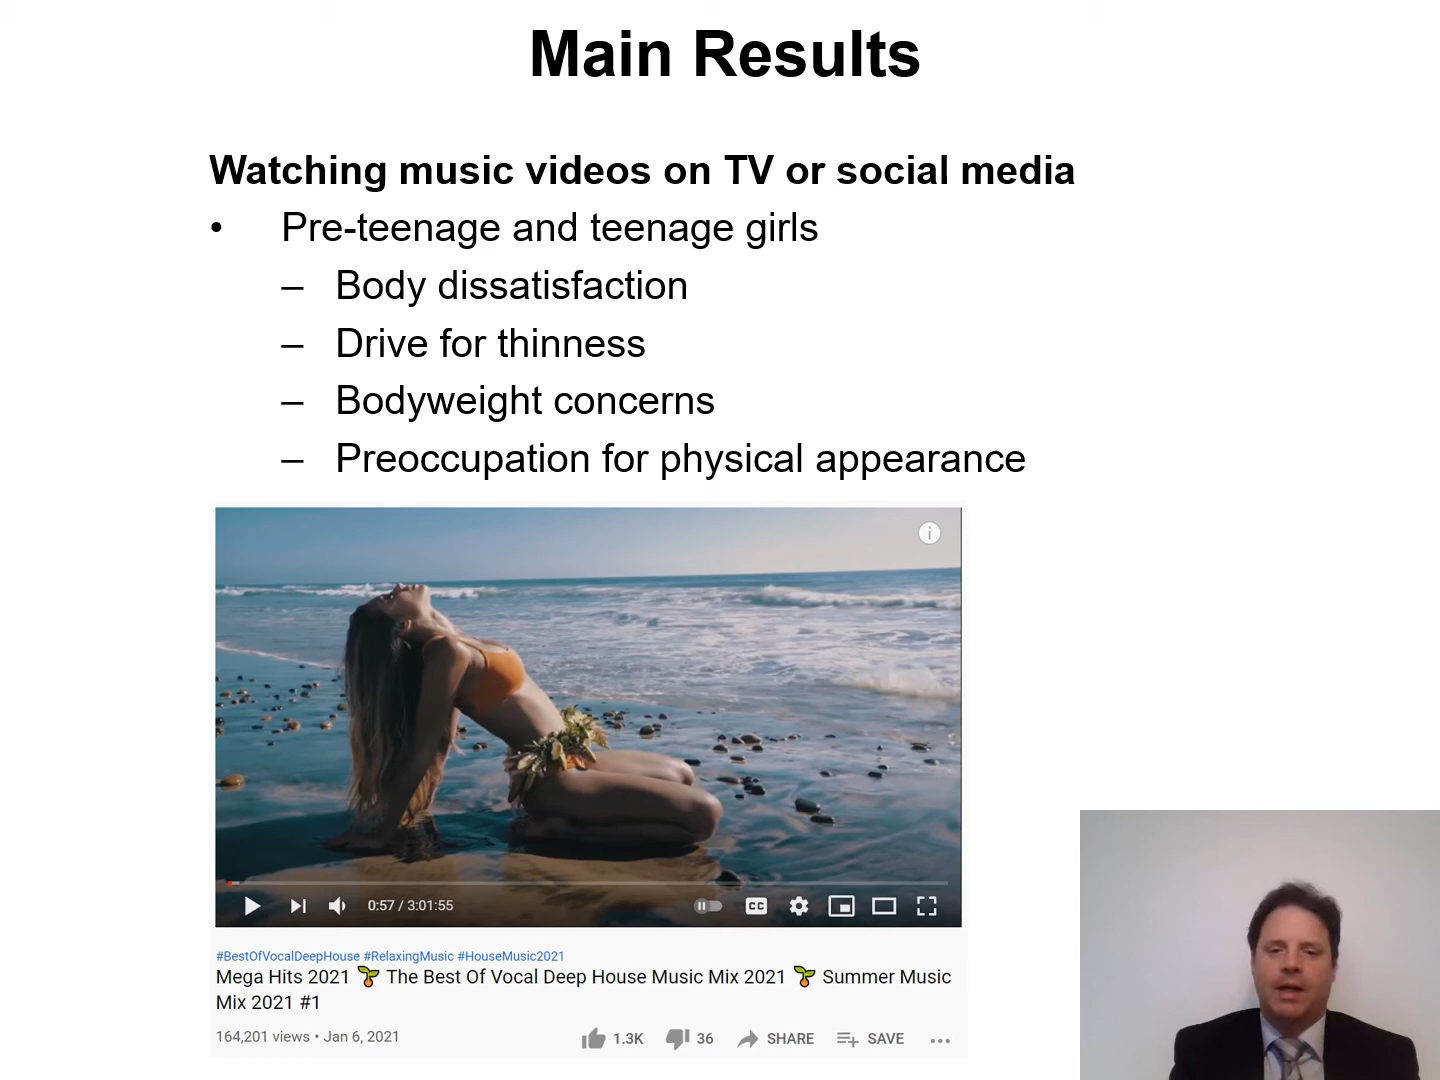 Main Results
Watching music videos on TV or social media
• Pre-teenage and teenage girls
– Body dissatisfaction
– Drive for thinness
– Bodyweight concerns
– Preoccupation for physical appearance
i
0:57 / 3:01:55
CC
#BestOfVocalDeepHouse #RelaxingMusic #HouseMusic2021
Mega Hits 2021 🌱 The Best Of Vocal Deep House Music Mix 2021 🌱 Summer Music
Mix 2021 #1
164,201 views • Jan 6, 2021
1.3K 36 SHARE SAVE ...